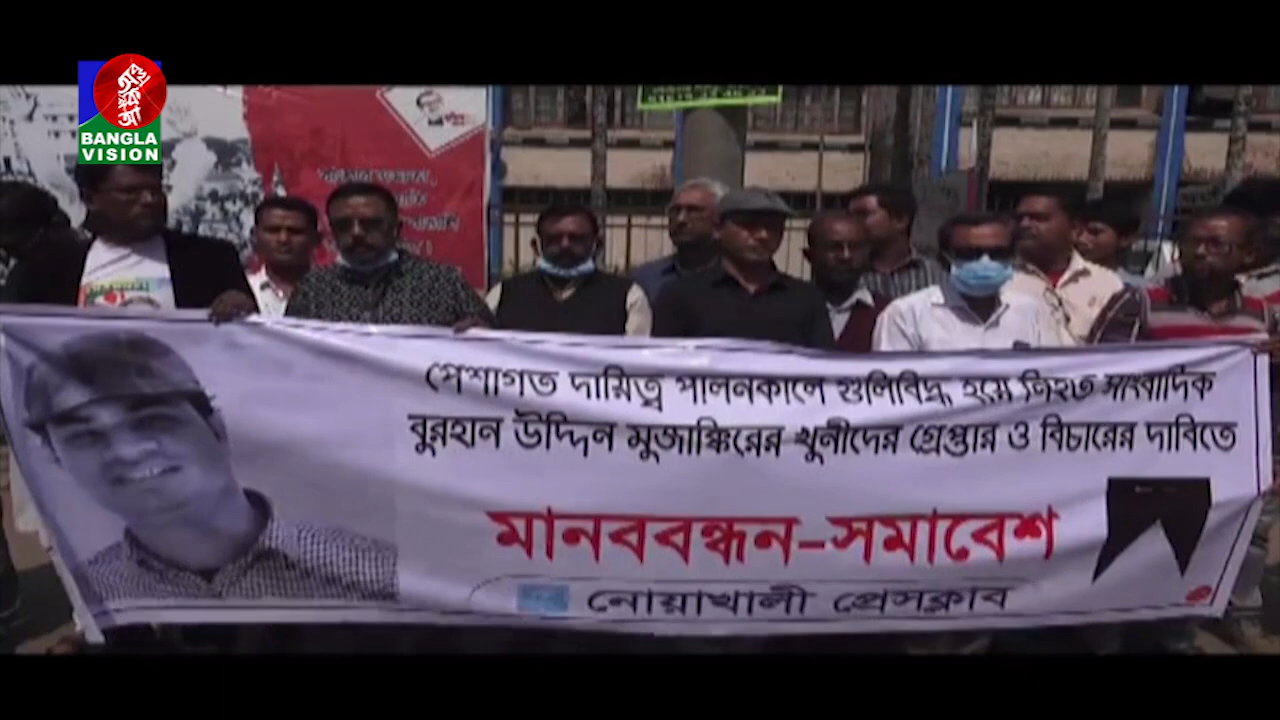 BANGLA
VISION
পেশাগত দায়িত্ব পালনকালে গুলিবিদ্ধ হয়ে নিহত সাংবাদিক
বুরহান উদ্দিন মুজাক্কিরের খুনীদের গ্রেপ্তার ও বিচারের দাবিতে
মানববন্ধন-সমাবেশ
নোয়াখালী প্রেসক্লাব